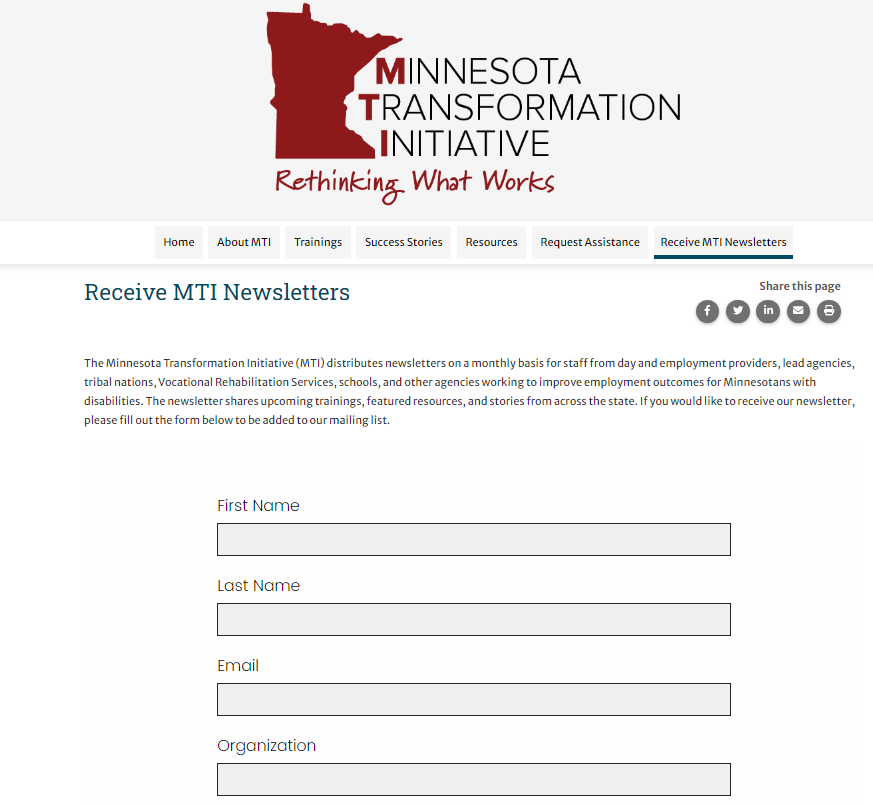 MINNESOTA
TRANSFORMATION
INITIATIVE
Rethinking What Works
Home About MTI Trainings Success Stories Resources Request Assistance Receive MTI Newsletters
Receive MTI Newsletters
Share this page
The Minnesota Transformation Initiative (MTI) distributes newsletters on a monthly basis for staff from day and employment providers, lead agencies,
tribal nations, Vocational Rehabilitation Services, schools, and other agencies working to improve employment outcomes for Minnesotans with
disabilities. The newsletter shares upcoming trainings, featured resources, and stories from across the state. If you would like to receive our newsletter,
please fill out the form below to be added to our mailing list.
First Name
Last Name
Email
Organization